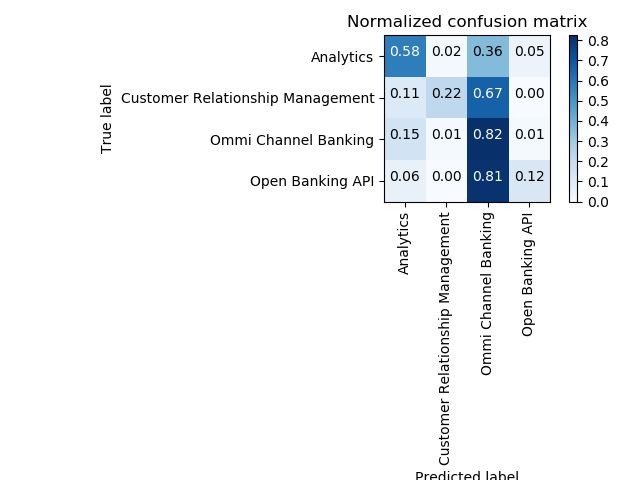 Normalized confusion matrix
True label
Analytics 0.58 0.02 0.36 0.05
Customer Relationship Management 0.11 0.22 0.67 0.00
Ommi Channel Banking 0.15 0.01 0.82 0.01
Open Banking API 0.06 0.00 0.81 0.12
0.8
0.7
0.6
0.5
0.4
0.3
0.2
0.1
0.0
Analytics
Customer Relationship Management
Ommi Channel Banking
Open Banking API
Predicted label